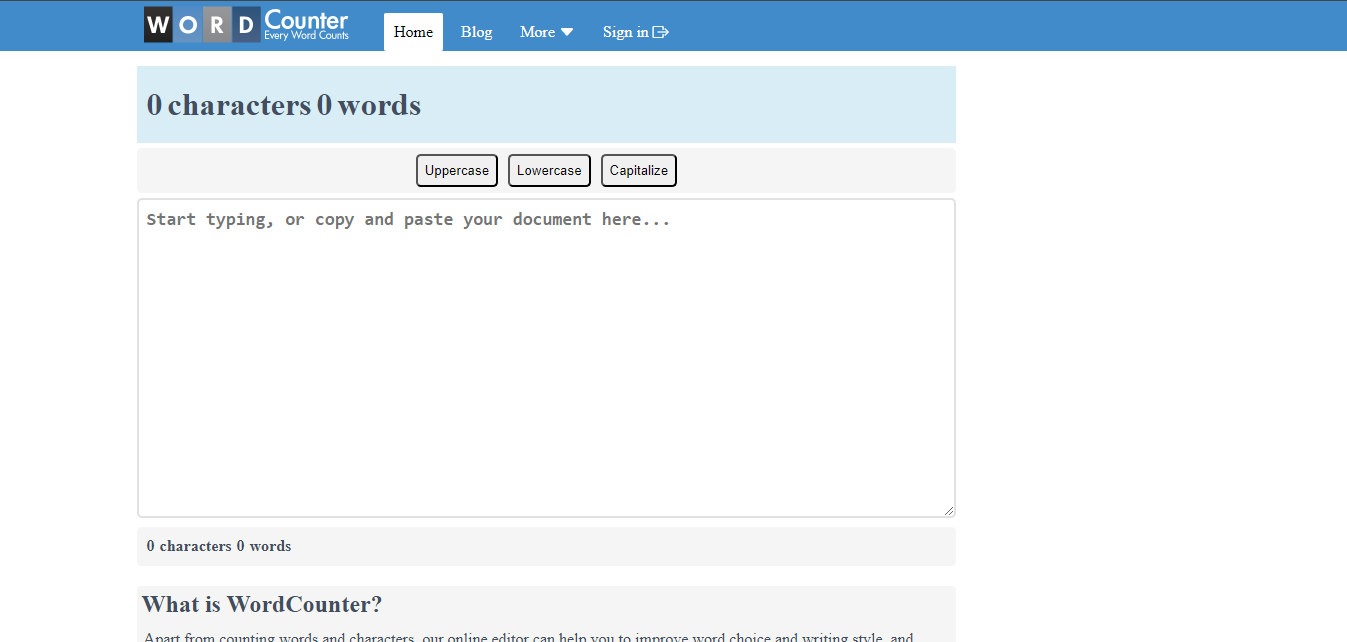 WORD Counter
Every Word Counts
Home Blog More Sign in
0 characters 0 words
Uppercase Lowercase Capitalize
Start typing, or copy and paste your document here...
0 characters 0 words
What is WordCounter?
Apart from counting words and characters, our online editor can help you to improve word choice and writing style, and